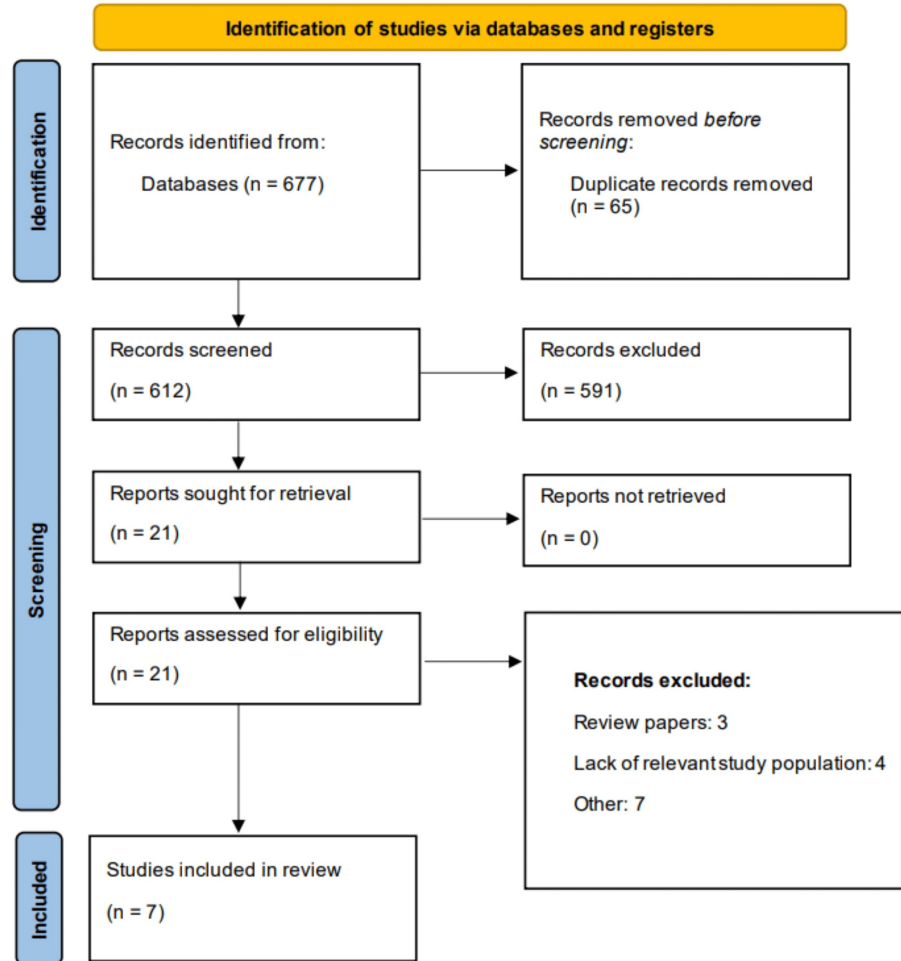 Identification of studies via databases and registers
Identification
Records identified from:
Databases (n = 677)
Records removed before
screening:
Duplicate records removed
(n = 65)
Screening
Records screened
(n = 612)
Records excluded
(n = 591)
Reports sought for retrieval
(n = 21)
Reports not retrieved
(n = 0)
Reports assessed for eligibility
(n = 21)
Records excluded:
Review papers: 3
Lack of relevant study population: 4
Other: 7
Included
Studies included in review
(n = 7)